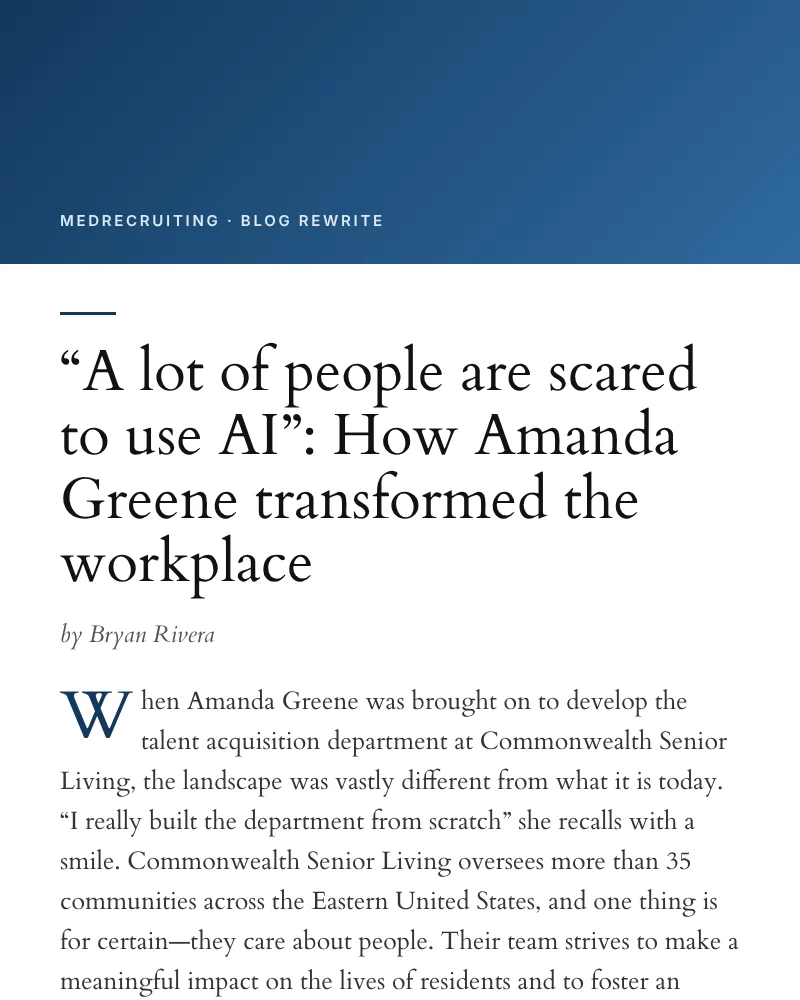 MEDRECRUITING · BLOG REWRITE
“A lot of people are scared
to use AI”: How Amanda
Greene transformed the
workplace
by Bryan Rivera
When Amanda Greene was brought on to develop the
talent acquisition department at Commonwealth Senior
Living, the landscape was vastly different from what it is today.
“I really built the department from scratch” she recalls with a
smile. Commonwealth Senior Living oversees more than 35
communities across the Eastern United States, and one thing is
for certain—they care about people. Their team strives to make a
meaningful impact on the lives of residents and to foster an